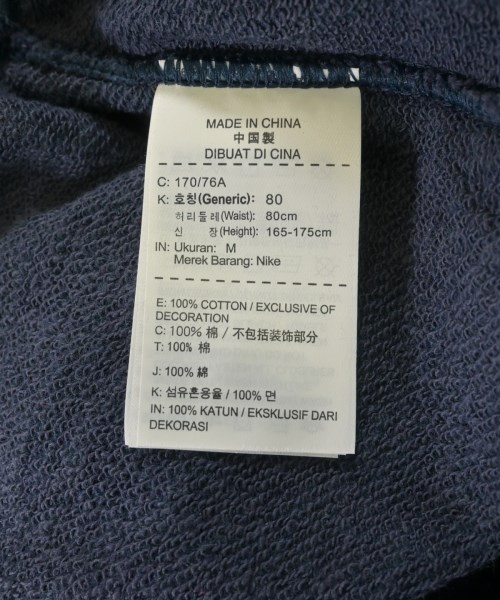 MADE IN CHINA
中国製
DIBUAT DI CINA
C: 170/76A
K: 호칭(Generic): 80
허리둘레(Waist): 80cm
신 장(Height): 165-175cm
IN: Ukuran: M
Merek Barang: Nike
E: 100% COTTON / EXCLUSIVE OF
DECORATION
C: 100% 棉 / 不包括装饰部分
T: 100% 棉
J: 100% 綿
K: 섬유혼용율 / 100% 면
IN: 100% KATUN / EKSKLUSIF DARI
DEKORASI